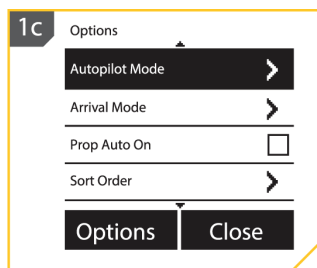 1c
Options
Autopilot Mode
Arrival Mode
Prop Auto On
Sort Order
Options Close